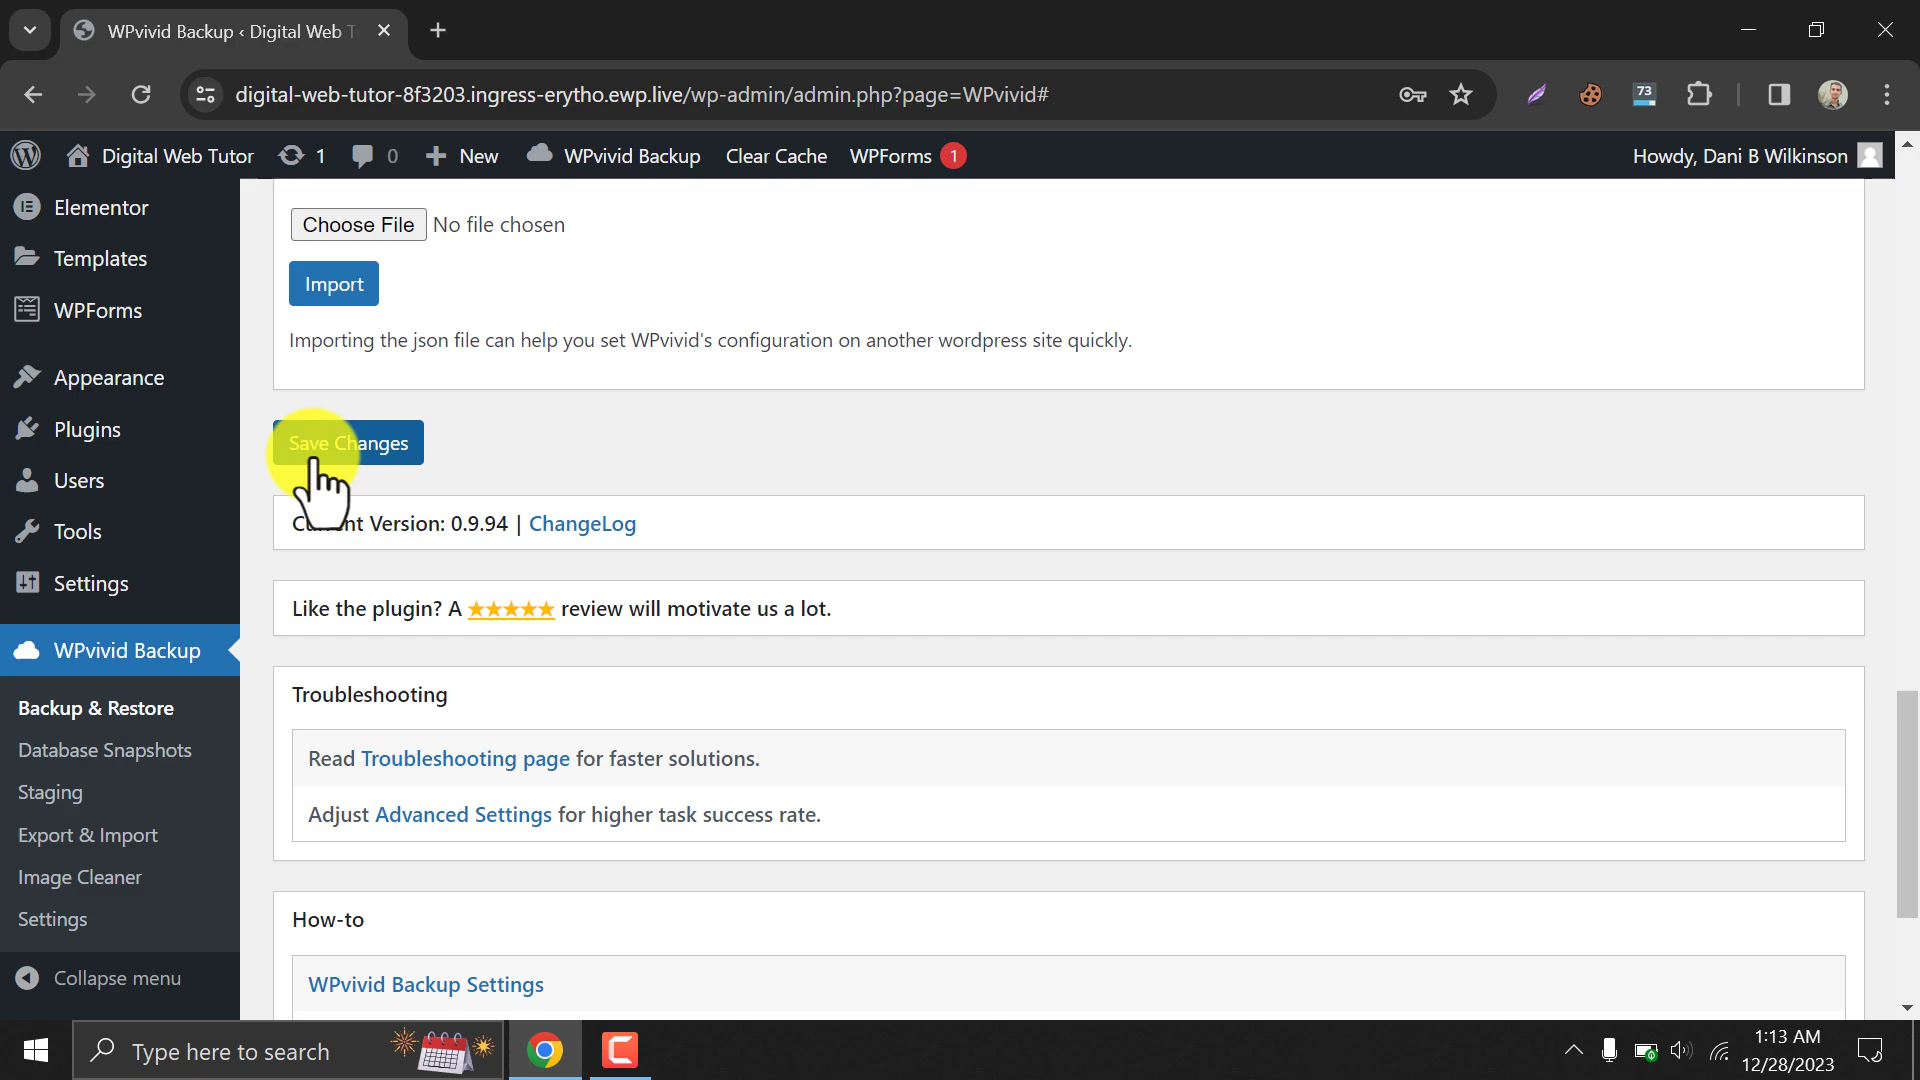 WPvivid Backup ‹ Digital Web T
digital-web-tutor-8f3203.ingress-erytho.ewp.live/wp-admin/admin.php?page=WPvivid#
73
Digital Web Tutor
1
0
New
WPvivid Backup
Clear Cache
WPForms 1
Howdy, Dani B Wilkinson
Elementor
Templates
WPForms
Appearance
Plugins
Users
Tools
Settings
WPvivid Backup
Backup & Restore
Database Snapshots
Staging
Export & Import
Image Cleaner
Settings
Collapse menu
Choose File No file chosen
Import
Importing the json file can help you set WPvivid's configuration on another wordpress site quickly.
Save Changes
Version: 0.9.94 | ChangeLog
Like the plugin? A ★★★★★ review will motivate us a lot.
Troubleshooting
Read Troubleshooting page for faster solutions.
Adjust Advanced Settings for higher task success rate.
How-to
WPvivid Backup Settings
Type here to search
1:13 AM
12/28/2023